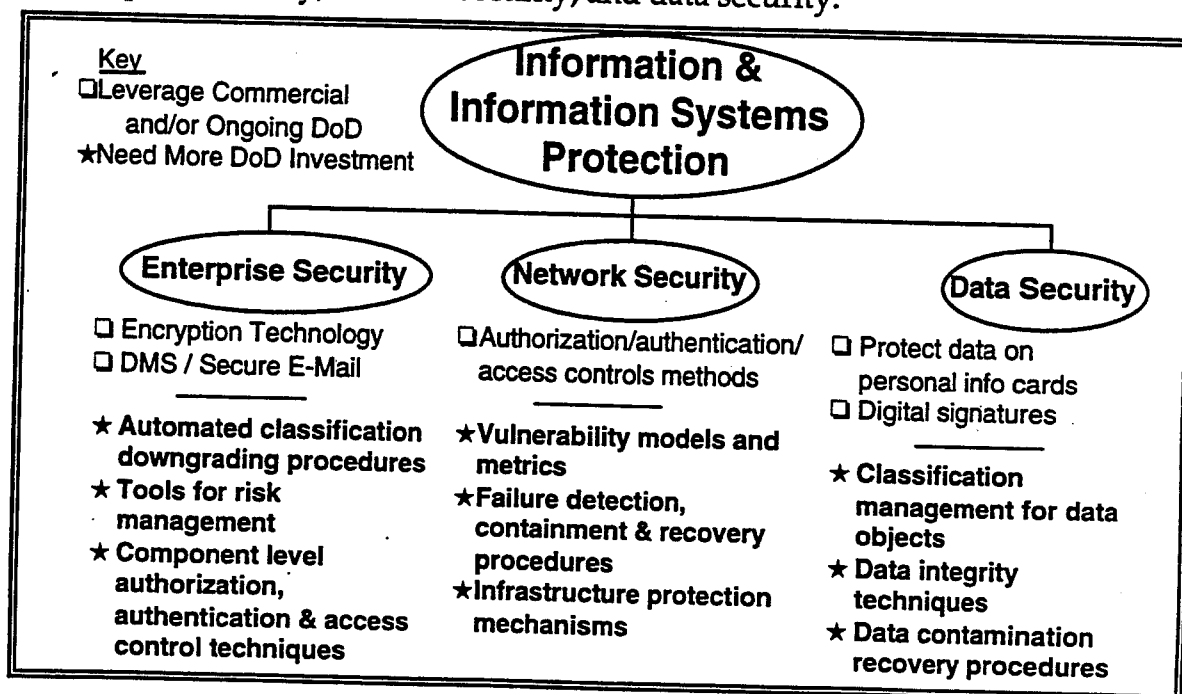 security, and data security.
Key
❑Leverage Commercial
and/or Ongoing DoD
★Need More DoD Investment
Information &
Information Systems
Protection
Enterprise Security
❑ Encryption Technology
❑ DMS / Secure E-Mail
★ Automated classification
downgrading procedures
★ Tools for risk
management
★ Component level
authorization,
authentication & access
control techniques
Network Security
❑Authorization/authentication/
access controls methods
★Vulnerability models and
metrics
★Failure detection,
containment & recovery
procedures
★Infrastructure protection
mechanisms
Data Security
❑ Protect data on
personal info cards
❑ Digital signatures
★ Classification
management for data
objects
★ Data integrity
techniques
★ Data contamination
recovery procedures